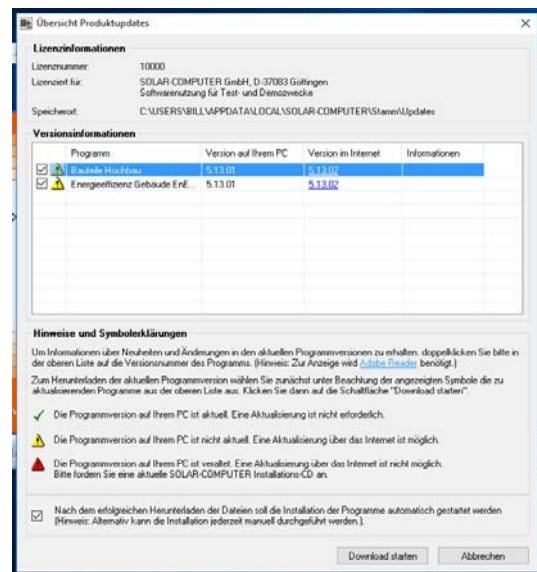 Übersicht Produktupdates
Lizenzinformationen
Lizenznummer: 10000
Lizenziert für: SOLAR-COMPUTER GmbH, D-37083 Göttingen
Softwarenutzung für Test- und Demozwecke
Speicherort: C:\USERS\BILL\APPDATA\LOCAL\SOLAR-COMPUTER\Stamm\Updates
Versionsinformationen
Programm Version auf Ihrem PC Version im Internet Informationen
Bauteile Hochbau 5.13.01 5.13.02
Energieeffizienz Gebäude EnE... 5.13.01 5.13.02
Hinweise und Symbolerklärungen
Um Informationen über Neuheiten und Änderungen in den aktuellen Programmversionen zu erhalten, doppelklicken Sie bitte in
der oberen Liste auf die Versionsnummer des Programms. (Hinweis: Zur Anzeige wird Adobe Reader benötigt.)
Zum Herunterladen der aktuellen Programmversion wählen Sie zunächst unter Beachtung der angezeigten Symbole die zu
aktualisierenden Programme aus der oberen Liste aus. Klicken Sie dann auf die Schaltfläche "Download starten".
Die Programmversion auf Ihrem PC ist aktuell. Eine Aktualisierung ist nicht erforderlich.
Die Programmversion auf Ihrem PC ist nicht aktuell. Eine Aktualisierung über das Internet ist möglich.
Die Programmversion auf Ihrem PC ist veraltet. Eine Aktualisierung über das Internet ist nicht möglich.
Bitte fordern Sie eine aktuelle SOLAR-COMPUTER Installations-CD an.
Nach dem erfolgreichen Herunterladen der Dateien soll die Installation der Programme automatisch gestartet werden
(Hinweis: Alternativ kann die Installation jederzeit manuell durchgeführt werden.).
Download starten Abbrechen